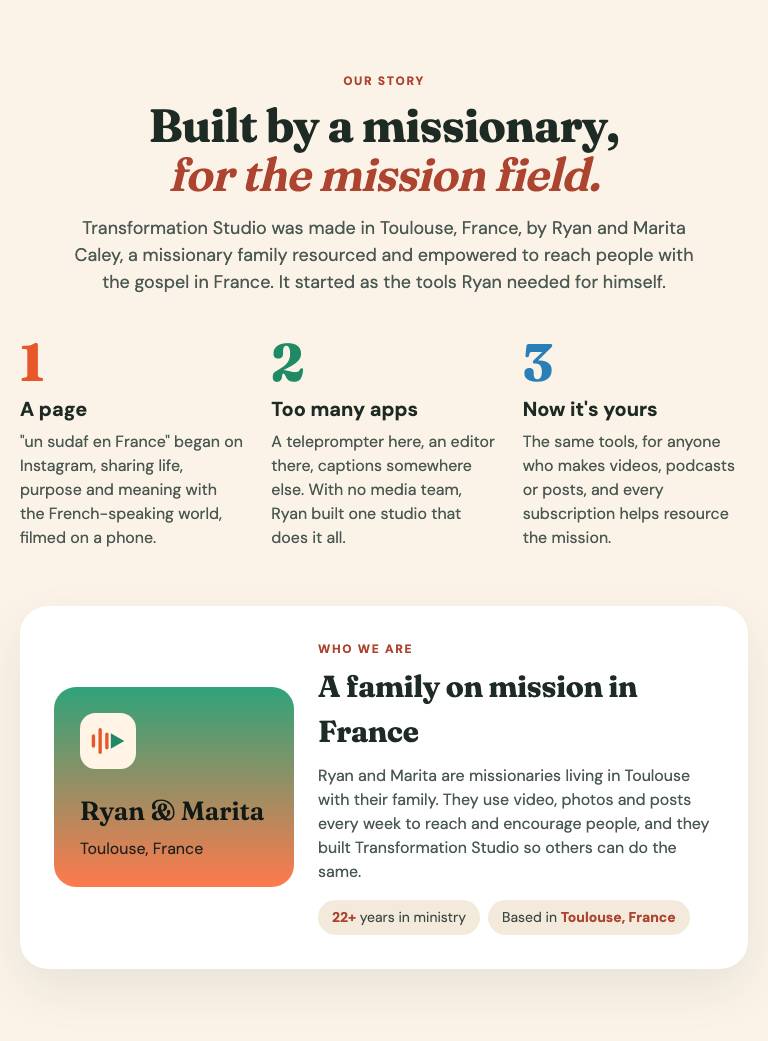 OUR STORY
Built by a missionary,
for the mission field.
Transformation Studio was made in Toulouse, France, by Ryan and Marita
Caley, a missionary family resourced and empowered to reach people with
the gospel in France. It started as the tools Ryan needed for himself.
1
A page
"un sudaf en France" began on
Instagram, sharing life,
purpose and meaning with
the French-speaking world,
filmed on a phone.
2
Too many apps
A teleprompter here, an editor
there, captions somewhere
else. With no media team,
Ryan built one studio that
does it all.
3
Now it's yours
The same tools, for anyone
who makes videos, podcasts
or posts, and every
subscription helps resource
the mission.
Ryan & Marita
Toulouse, France
WHO WE ARE
A family on mission in
France
Ryan and Marita are missionaries living in Toulouse
with their family. They use video, photos and posts
every week to reach and encourage people, and they
built Transformation Studio so others can do the
same.
22+ years in ministry
Based in Toulouse, France